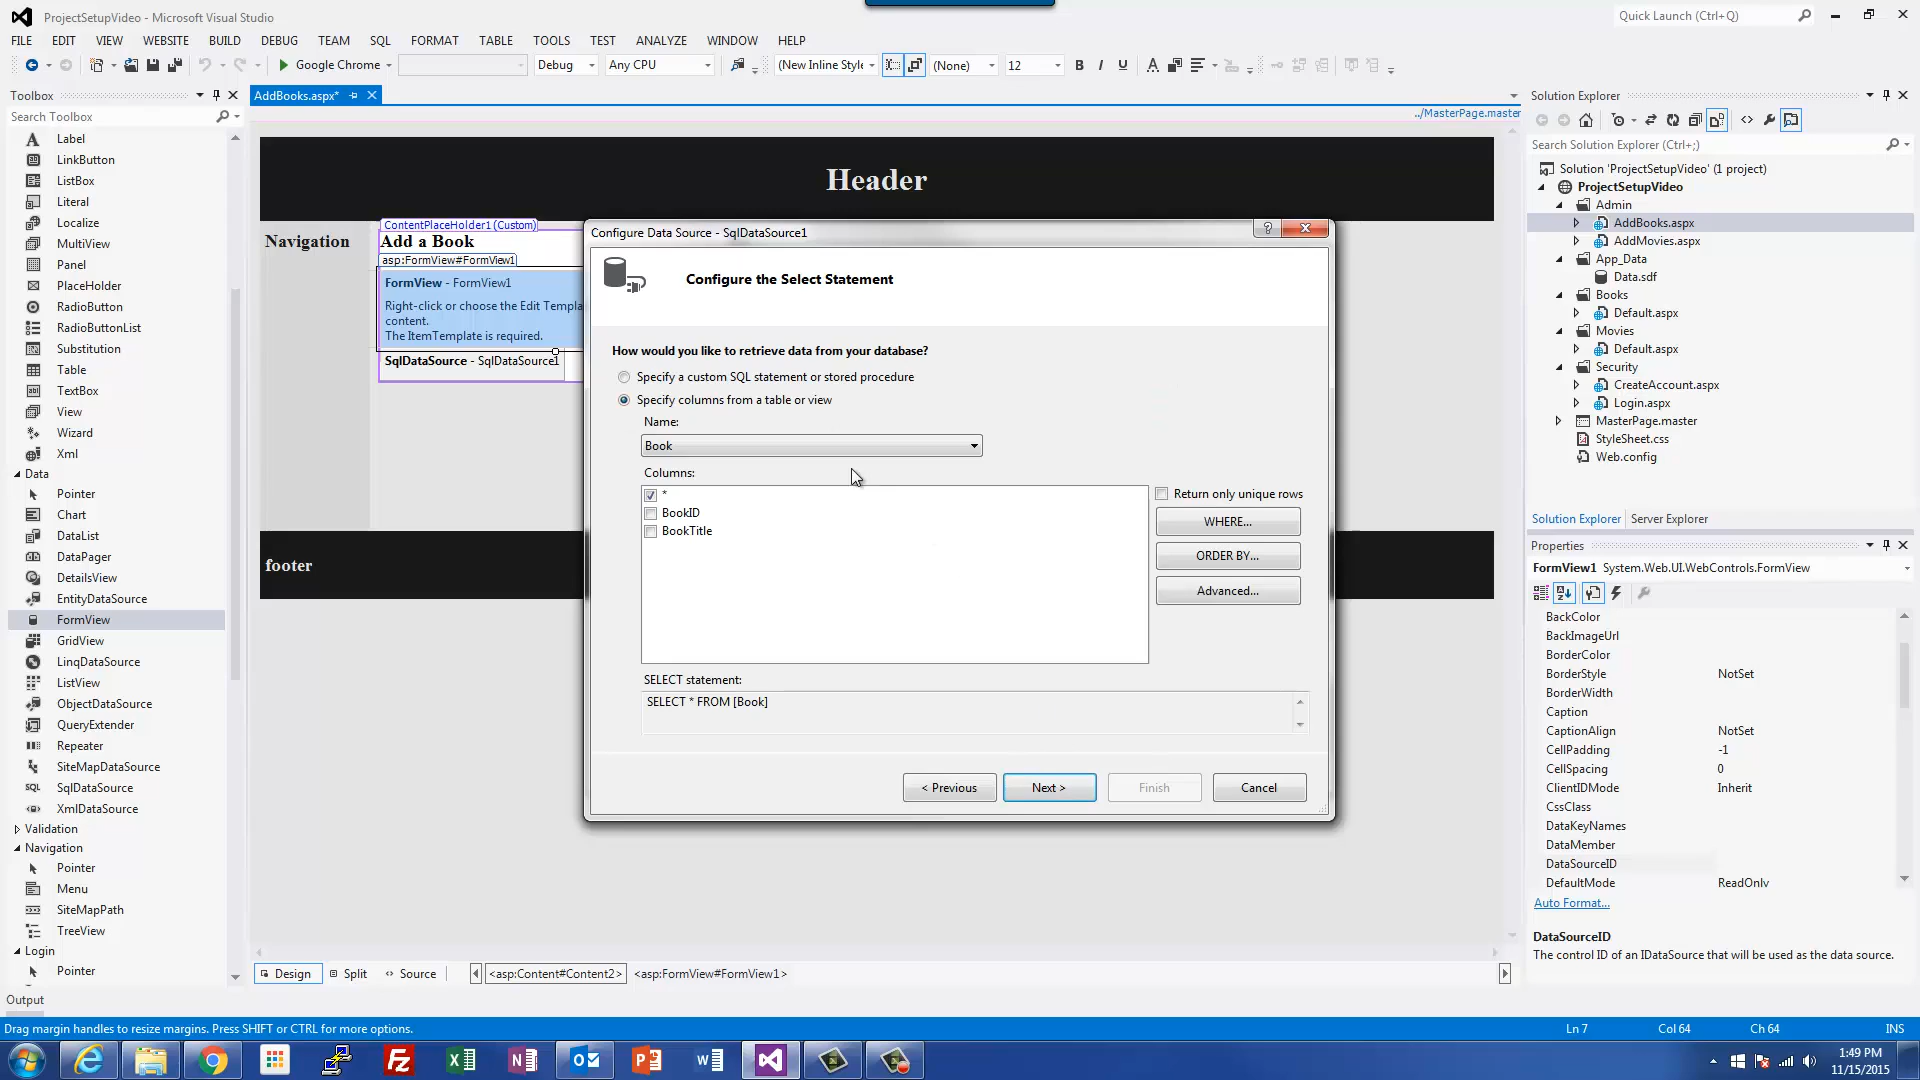 ProjectSetupVideo - Microsoft Visual Studio
Quick Launch (Ctrl+Q)
FILE EDIT VIEW WEBSITE BUILD DEBUG TEAM SQL FORMAT TABLE TOOLS TEST ANALYZE WINDOW HELP
Google Chrome Debug Any CPU (New Inline Style (None) 12 B I U A
Toolbox
AddBooks.aspx*
../MasterPage.master
Search Toolbox
Label
LinkButton
ListBox
Literal
Localize
MultiView
Panel
PlaceHolder
RadioButton
RadioButtonList
Substitution
Table
TextBox
View
Wizard
Xml
Data
Pointer
Chart
DataList
DataPager
DetailsView
EntityDataSource
FormView
GridView
LinqDataSource
ListView
ObjectDataSource
QueryExtender
Repeater
SiteMapDataSource
SQL SqlDataSource
XmlDataSource
Validation
Navigation
Pointer
Menu
SiteMapPath
TreeView
Login
Pointer
Output
Header
Navigation
ContentPlaceHolder1 (Custom)
Add a Book
asp:FormView#FormView1
FormView - FormView1
Right-click or choose the Edit Templa
content.
The ItemTemplate is required.
SqlDataSource - SqlDataSource1
footer
Configure Data Source - SqlDataSource1
Configure the Select Statement
How would you like to retrieve data from your database?
Specify a custom SQL statement or stored procedure
Specify columns from a table or view
Name:
Book
Columns:
*
BookID
BookTitle
Return only unique rows
WHERE...
ORDER BY...
Advanced...
SELECT statement:
SELECT * FROM [Book]
< Previous
Next >
Finish
Cancel
Design Split Source <asp:Content#Content2> <asp:FormView#FormView1>
Solution Explorer
Search Solution Explorer (Ctrl+;)
Solution 'ProjectSetupVideo' (1 project)
ProjectSetupVideo
Admin
AddBooks.aspx
AddMovies.aspx
App_Data
Data.sdf
Books
Default.aspx
Movies
Default.aspx
Security
CreateAccount.aspx
Login.aspx
MasterPage.master
StyleSheet.css
Web.config
Solution Explorer Server Explorer
Properties
FormView1 System.Web.UI.WebControls.FormView
BackColor
BackImageUrl
BorderColor
BorderStyle NotSet
BorderWidth
Caption
CaptionAlign NotSet
CellPadding -1
CellSpacing 0
ClientIDMode Inherit
CssClass
DataKeyNames
DataMember
DataSourceID
DefaultMode ReadOnly
Auto Format...
DataSourceID
The control ID of an IDataSource that will be used as the data source.
Drag margin handles to resize margins. Press SHIFT or CTRL for more options.
Ln 7 Col 64 Ch 64 INS
1:49 PM
11/15/2015